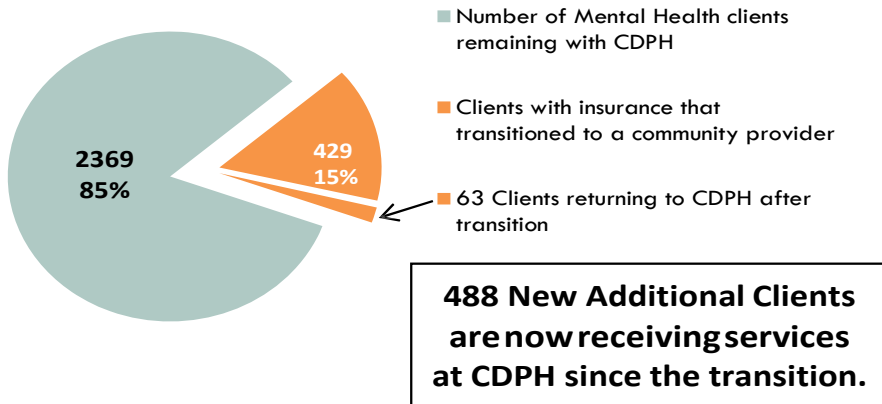 Number of Mental Health clients
remaining with CDPH
Clients with insurance that
transitioned to a community provider
63 Clients returning to CDPH after
transition
2369
85%
429
15%
488 New Additional Clients
are now receiving services
at CDPH since the transition.